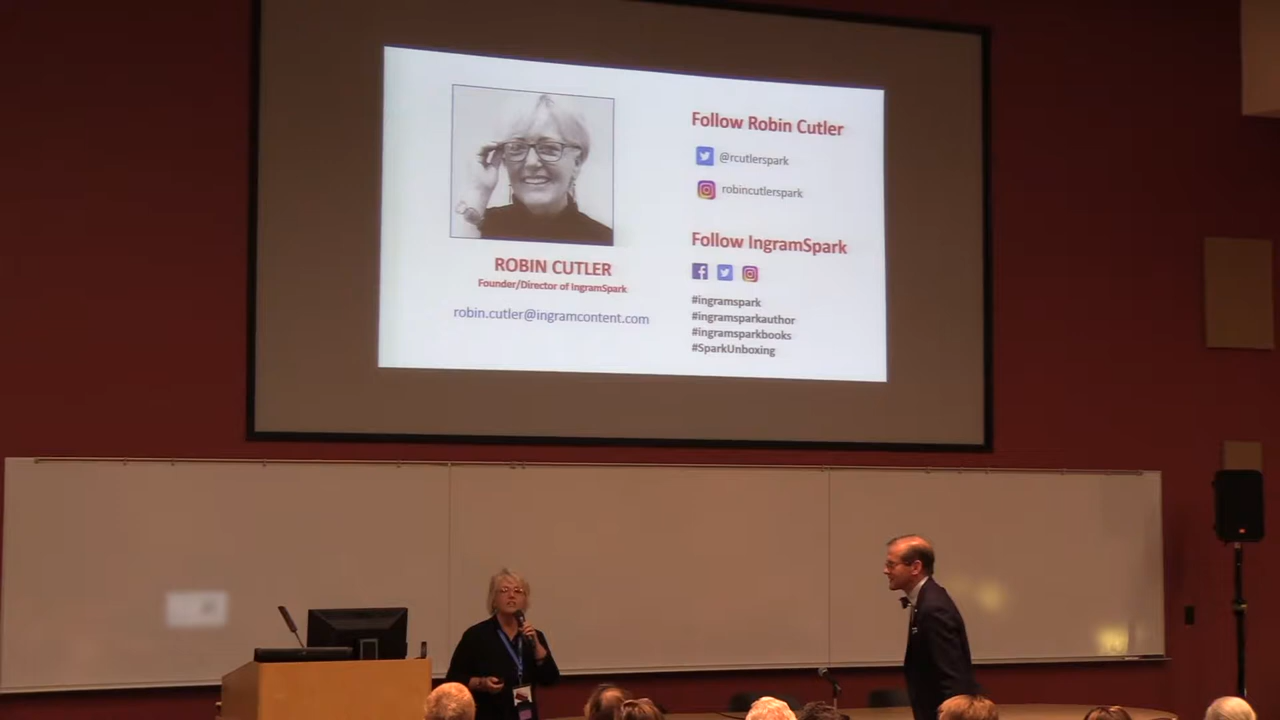 ROBIN CUTLER
Founder/Director of IngramSpark
robin.cutler@ingramcontent.com
Follow Robin Cutler
@rcutlerspark
robincutlerspark
Follow IngramSpark
#ingramspark
#ingramsparkauthor
#ingramsparkbooks
#SparkUnboxing